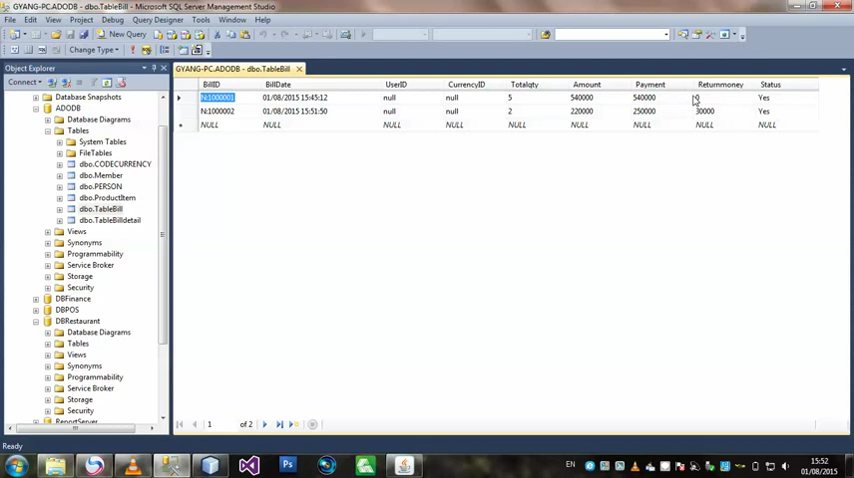 GYANG-PC.ADODB - dbo.TableBill - Microsoft SQL Server Management Studio
File Edit View Project Debug Query Designer Tools Window Help
New Query
Change Type
Object Explorer
Connect
Database Snapshots
ADODB
Database Diagrams
Tables
System Tables
FileTables
dbo.CODECURRENCY
dbo.Member
dbo.PERSON
dbo.ProductItem
dbo.TableBill
dbo.TableBilldetail
Views
Synonyms
Programmability
Service Broker
Storage
Security
DBFinance
DBPOS
DBRestaurant
Database Diagrams
Tables
Views
Synonyms
Programmability
Service Broker
Storage
Security
ReportServer
GYANG-PC.ADODB - dbo.TableBill
BillID BillDate UserID CurrencyID Totalqty Amount Payment Returnmoney Status
N:1000001 01/08/2015 15:45:12 null null 5 540000 540000 0 Yes
N:1000002 01/08/2015 15:51:50 null null 2 220000 250000 30000 Yes
NULL NULL NULL NULL NULL NULL NULL NULL NULL
1 of 2
Ready
Ps
EN
15:52
01/08/2015